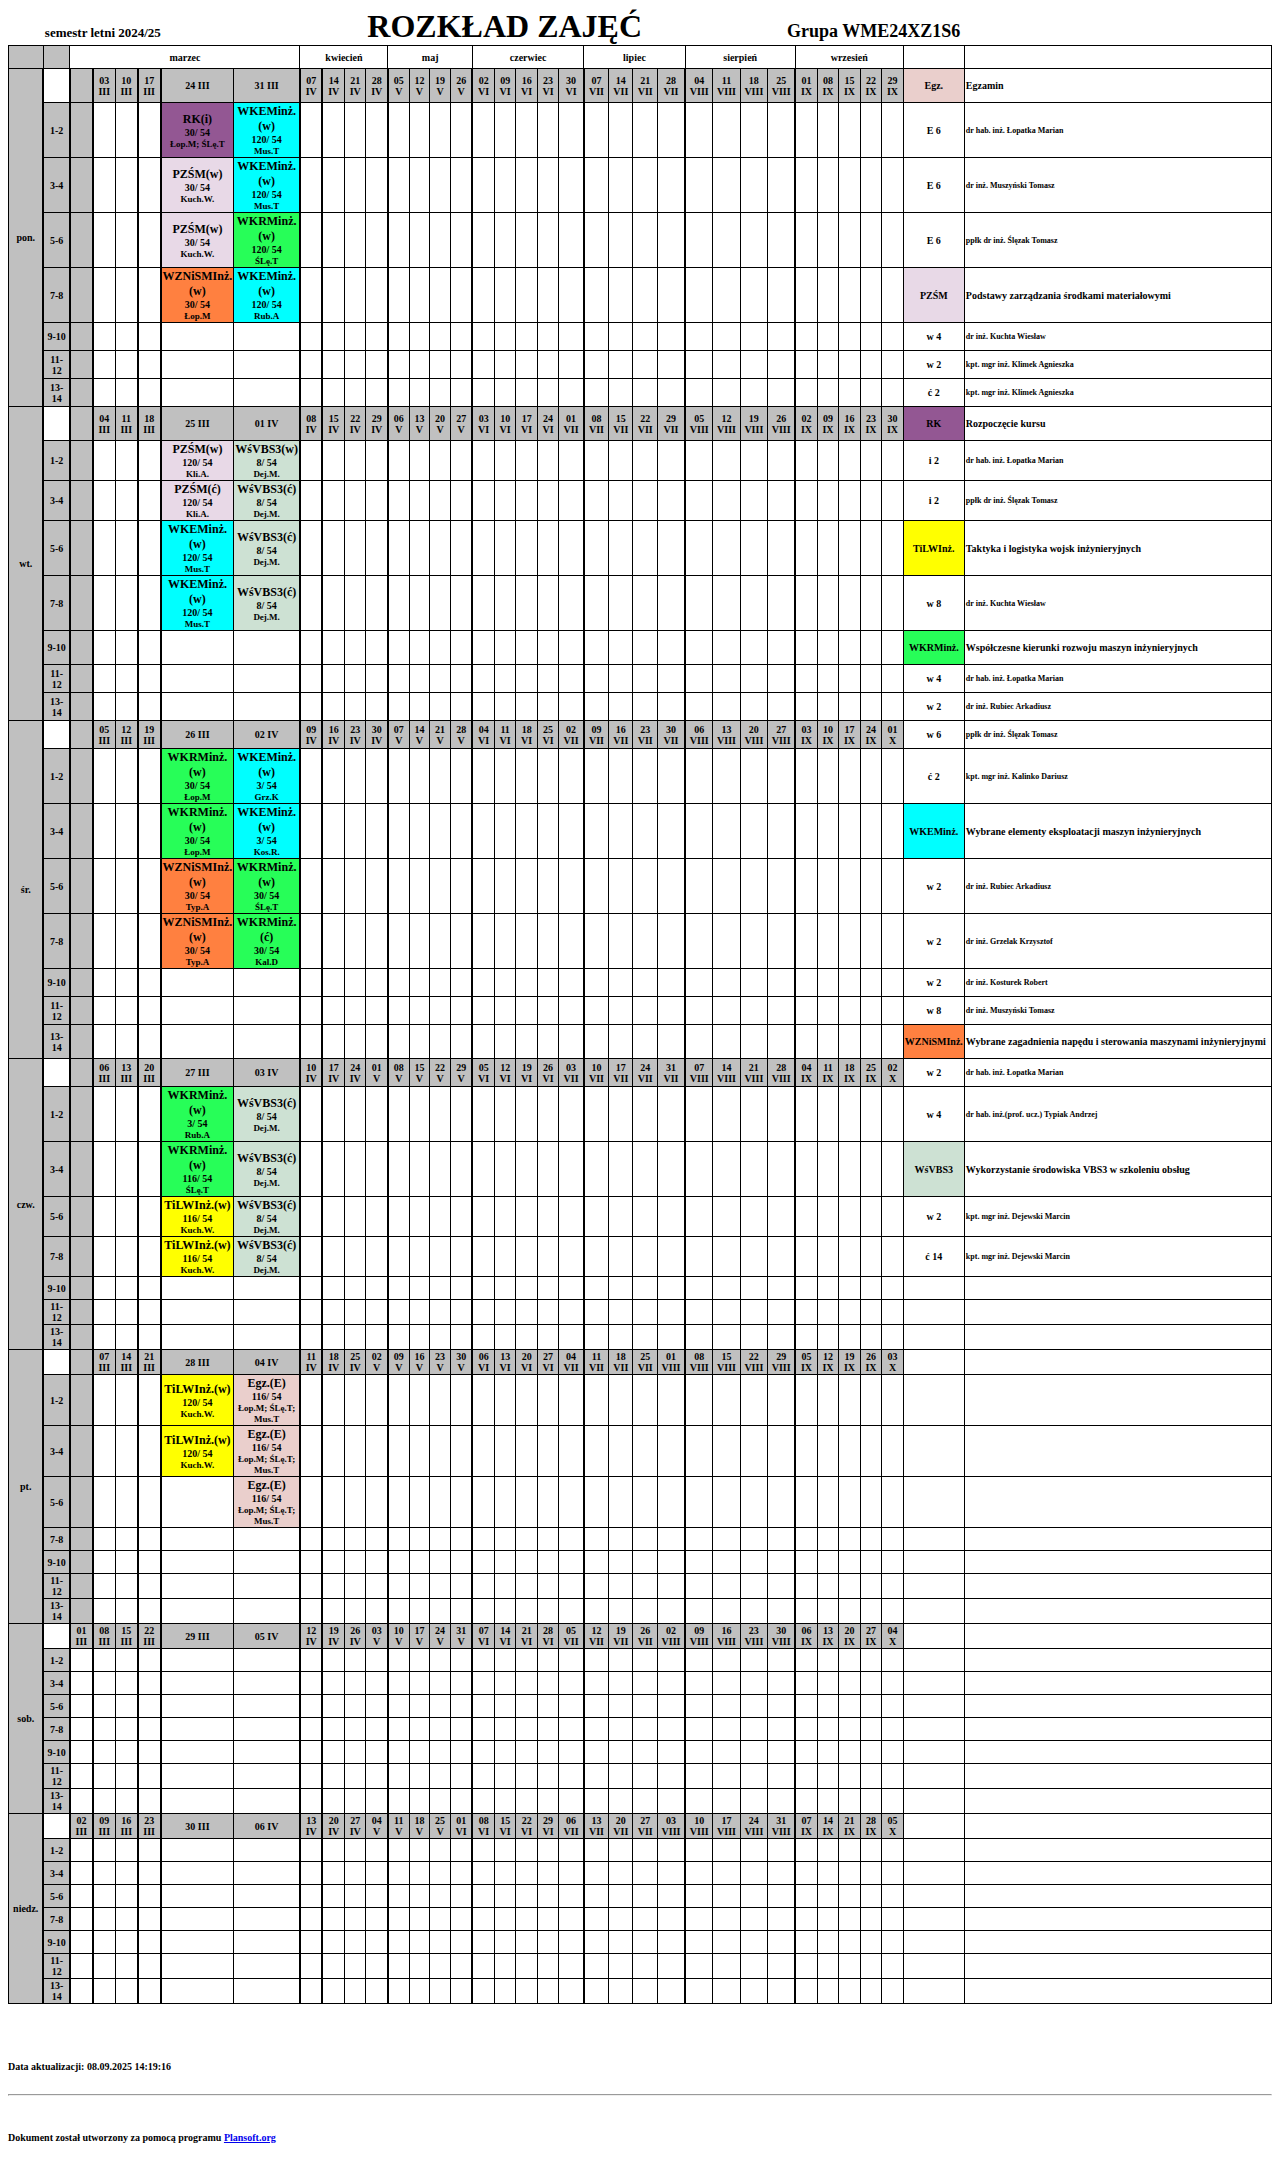 semestr letni 2024/25 ROZKŁAD ZAJĘĆ Grupa WME24XZ1S6
marzec kwiecień maj czerwiec lipiec sierpień wrzesień
pon. 03 III 10 III 17 III 24 III 31 III 07 IV 14 IV 21 IV 28 IV 05 V 12 V 19 V 26 V 02 VI 09 VI 16 VI 23 VI 30 VI 07 VII 14 VII 21 VII 28 VII 04 VIII 11 VIII 18 VIII 25 VIII 01 IX 08 IX 15 IX 22 IX 29 IX Egz. Egzamin
1-2 RK(i) 30/ 54 Łop.M; ŚLę.T WKEMinż.(w) 120/ 54 Mus.T E 6 dr hab. inż. Łopatka Marian
3-4 PZŚM(w) 30/ 54 Kuch.W. WKEMinż.(w) 120/ 54 Mus.T E 6 dr inż. Muszyński Tomasz
5-6 PZŚM(w) 30/ 54 Kuch.W. WKRMinż.(w) 120/ 54 ŚLę.T E 6 ppłk dr inż. Ślęzak Tomasz
7-8 WZNiSMInż.(w) 30/ 54 Łop.M WKEMinż.(w) 120/ 54 Rub.A PZŚM Podstawy zarządzania środkami materiałowymi
9-10 w 4 dr inż. Kuchta Wiesław
11-12 w 2 kpt. mgr inż. Klimek Agnieszka
13-14 ć 2 kpt. mgr inż. Klimek Agnieszka
wt. 04 III 11 III 18 III 25 III 01 IV 08 IV 15 IV 22 IV 29 IV 06 V 13 V 20 V 27 V 03 VI 10 VI 17 VI 24 VI 01 VII 08 VII 15 VII 22 VII 29 VII 05 VIII 12 VIII 19 VIII 26 VIII 02 IX 09 IX 16 IX 23 IX 30 IX RK Rozpoczęcie kursu
1-2 PZŚM(w) 120/ 54 Kli.A. WśVBS3(w) 8/ 54 Dej.M. i 2 dr hab. inż. Łopatka Marian
3-4 PZŚM(ć) 120/ 54 Kli.A. WśVBS3(ć) 8/ 54 Dej.M. i 2 ppłk dr inż. Ślęzak Tomasz
5-6 WKEMinż.(w) 120/ 54 Mus.T WśVBS3(ć) 8/ 54 Dej.M. TiLWInż. Taktyka i logistyka wojsk inżynieryjnych
7-8 WKEMinż.(w) 120/ 54 Mus.T WśVBS3(ć) 8/ 54 Dej.M. w 8 dr inż. Kuchta Wiesław
9-10 WKRMinż. Współczesne kierunki rozwoju maszyn inżynieryjnych
11-12 w 4 dr hab. inż. Łopatka Marian
13-14 w 2 dr inż. Rubiec Arkadiusz
śr. 05 III 12 III 19 III 26 III 02 IV 09 IV 16 IV 23 IV 30 IV 07 V 14 V 21 V 28 V 04 VI 11 VI 18 VI 25 VI 02 VII 09 VII 16 VII 23 VII 30 VII 06 VIII 13 VIII 20 VIII 27 VIII 03 IX 10 IX 17 IX 24 IX 01 X w 6 ppłk dr inż. Ślęzak Tomasz
1-2 WKRMinż.(w) 30/ 54 Łop.M WKEMinż.(w) 3/ 54 Grz.K ć 2 kpt. mgr inż. Kalinko Dariusz
3-4 WKRMinż.(w) 30/ 54 Łop.M WKEMinż.(w) 3/ 54 Kos.R. WKEMinż. Wybrane elementy eksploatacji maszyn inżynieryjnych
5-6 WZNiSMInż.(w) 30/ 54 Typ.A WKRMinż.(w) 30/ 54 ŚLę.T w 2 dr inż. Rubiec Arkadiusz
7-8 WZNiSMInż.(w) 30/ 54 Typ.A WKRMinż.(ć) 30/ 54 Kal.D w 2 dr inż. Grzelak Krzysztof
9-10 w 2 dr inż. Kosturek Robert
11-12 w 8 dr inż. Muszyński Tomasz
13-14 WZNiSMInż. Wybrane zagadnienia napędu i sterowania maszynami inżynieryjnymi
czw. 06 III 13 III 20 III 27 III 03 IV 10 IV 17 IV 24 IV 01 V 08 V 15 V 22 V 29 V 05 VI 12 VI 19 VI 26 VI 03 VII 10 VII 17 VII 24 VII 31 VII 07 VIII 14 VIII 21 VIII 28 VIII 04 IX 11 IX 18 IX 25 IX 02 X w 2 dr hab. inż. Łopatka Marian
1-2 WKRMinż.(w) 3/ 54 Rub.A WśVBS3(ć) 8/ 54 Dej.M. w 4 dr hab. inż.(prof. ucz.) Typiak Andrzej
3-4 WKRMinż.(w) 116/ 54 ŚLę.T WśVBS3(ć) 8/ 54 Dej.M. WśVBS3 Wykorzystanie środowiska VBS3 w szkoleniu obsług
5-6 TiLWInż.(w) 116/ 54 Kuch.W. WśVBS3(ć) 8/ 54 Dej.M. w 2 kpt. mgr inż. Dejewski Marcin
7-8 TiLWInż.(w) 116/ 54 Kuch.W. WśVBS3(ć) 8/ 54 Dej.M. ć 14 kpt. mgr inż. Dejewski Marcin
9-10
11-12
13-14
pt. 07 III 14 III 21 III 28 III 04 IV 11 IV 18 IV 25 IV 02 V 09 V 16 V 23 V 30 V 06 VI 13 VI 20 VI 27 VI 04 VII 11 VII 18 VII 25 VII 01 VIII 08 VIII 15 VIII 22 VIII 29 VIII 05 IX 12 IX 19 IX 26 IX 03 X
1-2 TiLWInż.(w) 120/ 54 Kuch.W. Egz.(E) 116/ 54 Łop.M; ŚLę.T; Mus.T
3-4 TiLWInż.(w) 120/ 54 Kuch.W. Egz.(E) 116/ 54 Łop.M; ŚLę.T; Mus.T
5-6 Egz.(E) 116/ 54 Łop.M; ŚLę.T; Mus.T
7-8
9-10
11-12
13-14
sob. 01 III 08 III 15 III 22 III 29 III 05 IV 12 IV 19 IV 26 IV 03 V 10 V 17 V 24 V 31 V 07 VI 14 VI 21 VI 28 VI 05 VII 12 VII 19 VII 26 VII 02 VIII 09 VIII 16 VIII 23 VIII 30 VIII 06 IX 13 IX 20 IX 27 IX 04 X
1-2
3-4
5-6
7-8
9-10
11-12
13-14
niedz. 02 III 09 III 16 III 23 III 30 III 06 IV 13 IV 20 IV 27 IV 04 V 11 V 18 V 25 V 01 VI 08 VI 15 VI 22 VI 29 VI 06 VII 13 VII 20 VII 27 VII 03 VIII 10 VIII 17 VIII 24 VIII 31 VIII 07 IX 14 IX 21 IX 28 IX 05 X
1-2
3-4
5-6
7-8
9-10
11-12
13-14
Data aktualizacji: 08.09.2025 14:19:16
Dokument został utworzony za pomocą programu Plansoft.org